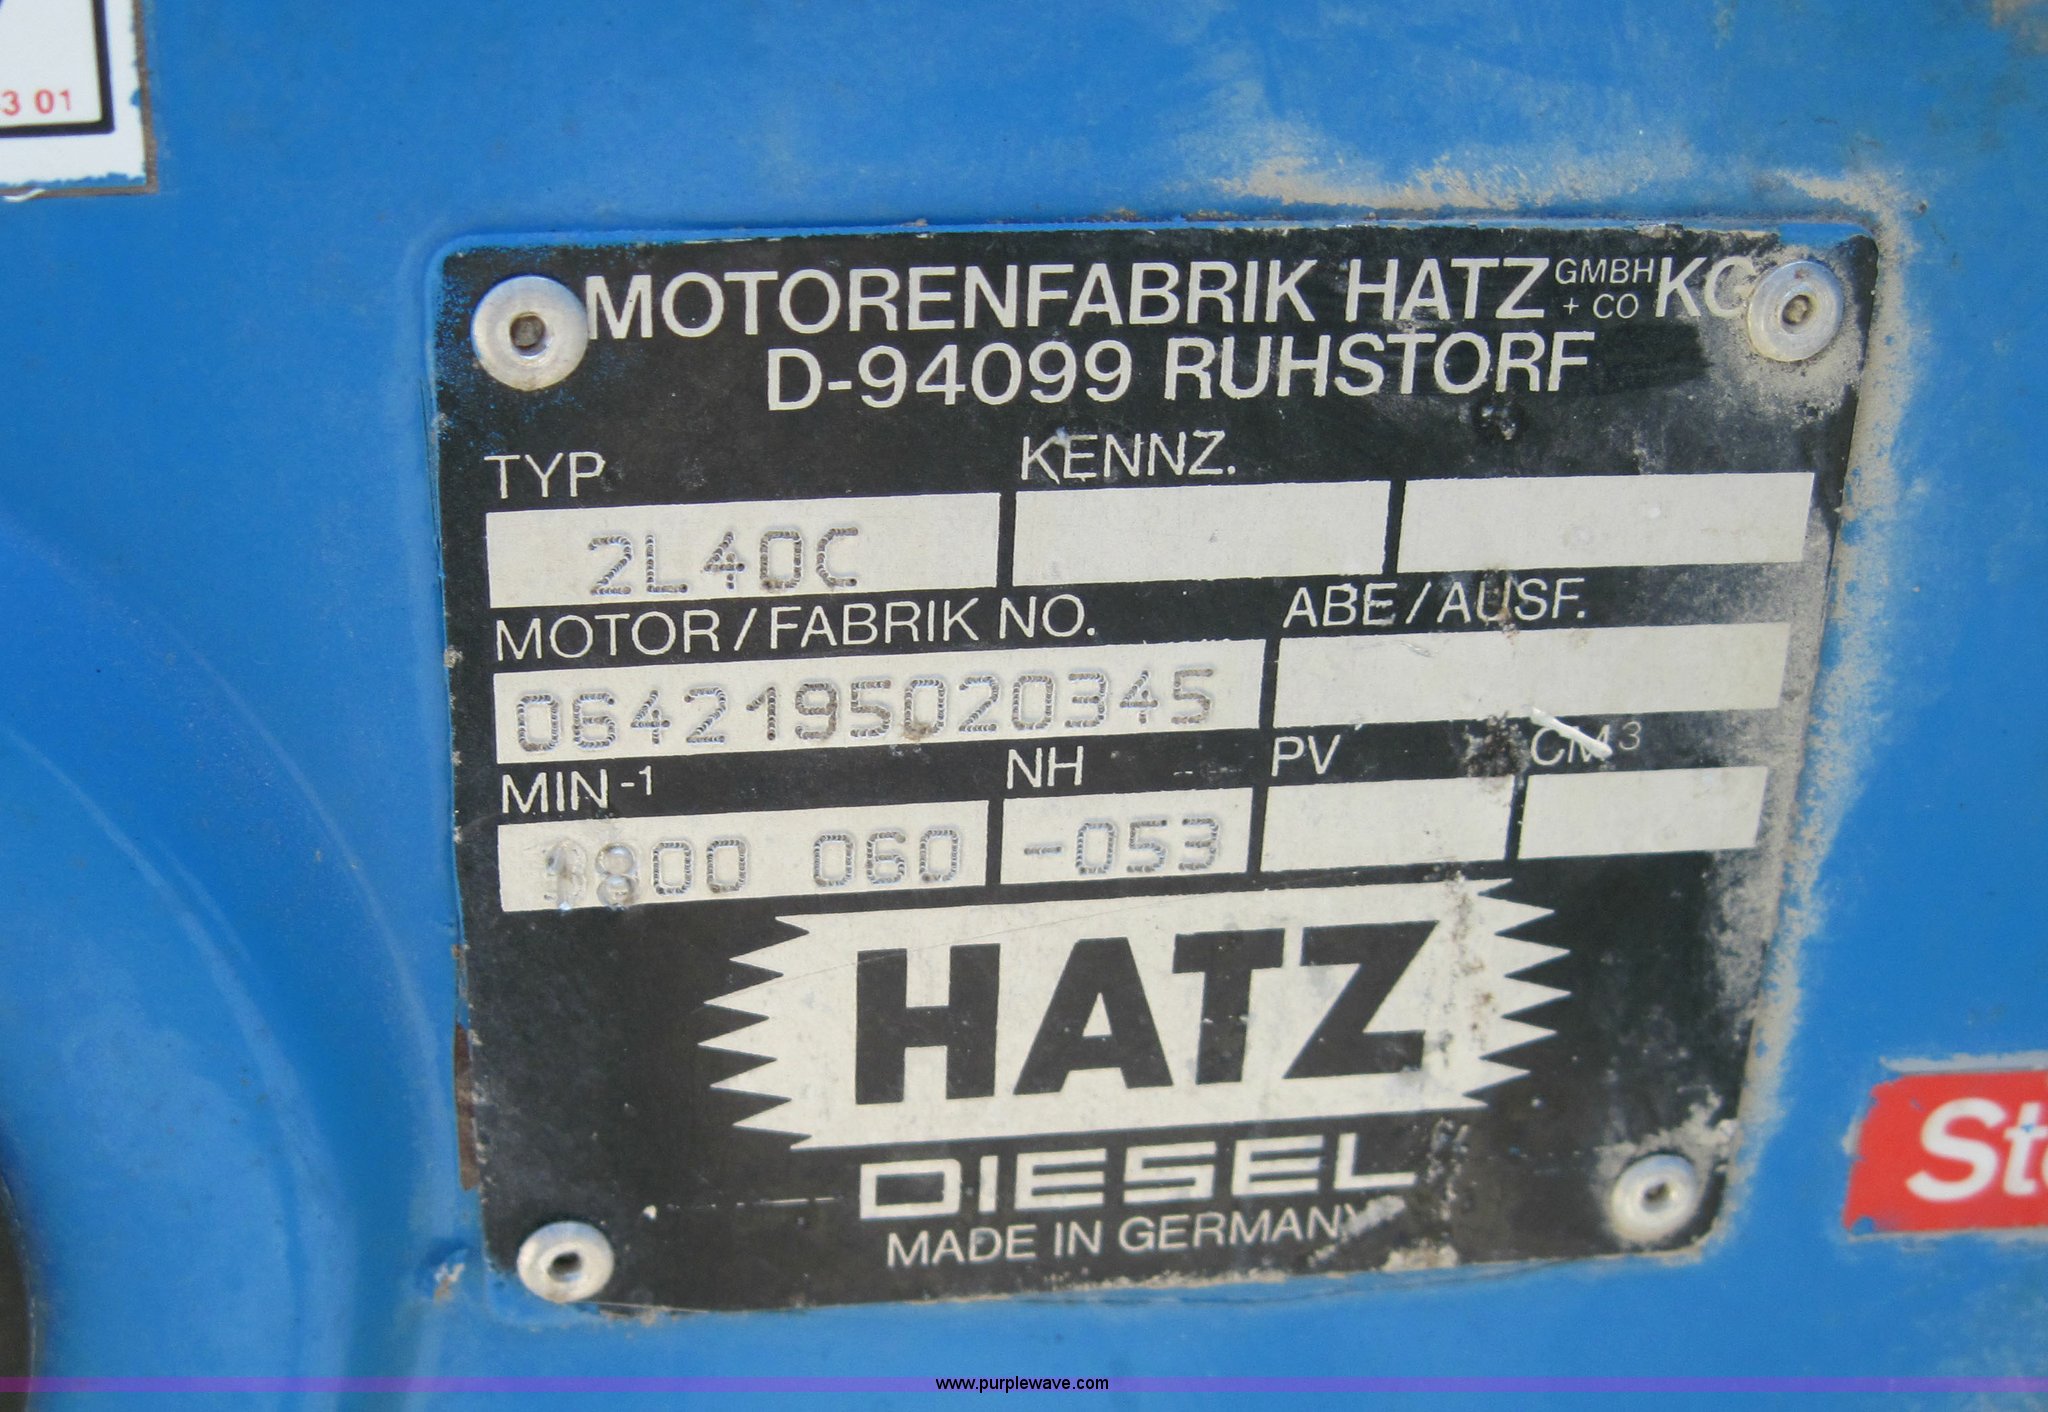 3 01
MOTORENFABRIK HATZ GMBH + CO KG
D-94099 RUHSTORF
TYP KENNZ.
2L40C
MOTOR/FABRIK NO. ABE/AUSF.
0642195020345
MIN-1 NH PV CM3
060 -053
HATZ
DIESEL
MADE IN GERMANY
www.purplewave.com